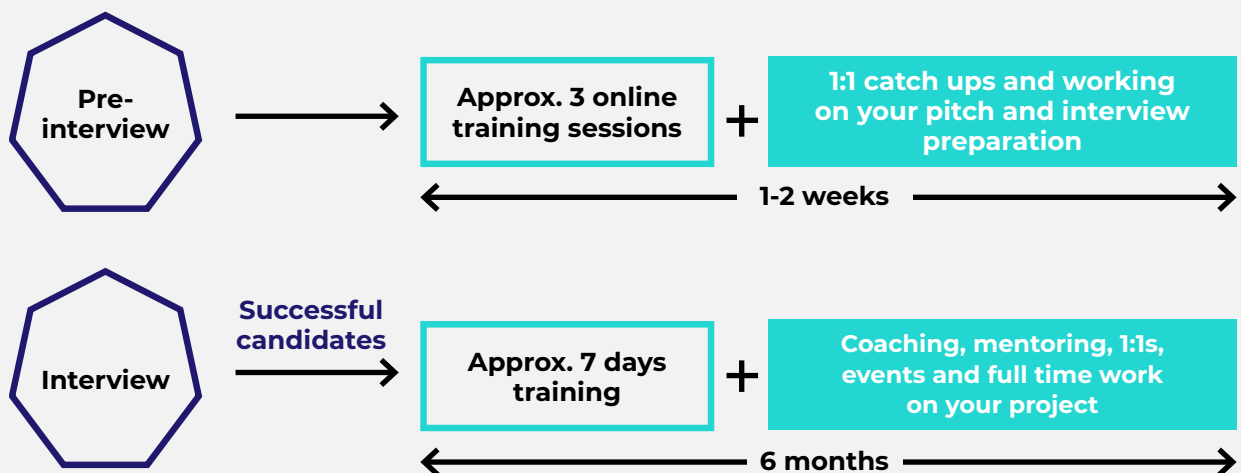 Pre-
interview
Approx. 3 online
training sessions
+
1:1 catch ups and working
on your pitch and interview
preparation
1-2 weeks
Interview
Successful
candidates
Approx. 7 days
training
+
Coaching, mentoring, 1:1s,
events and full time work
on your project
6 months